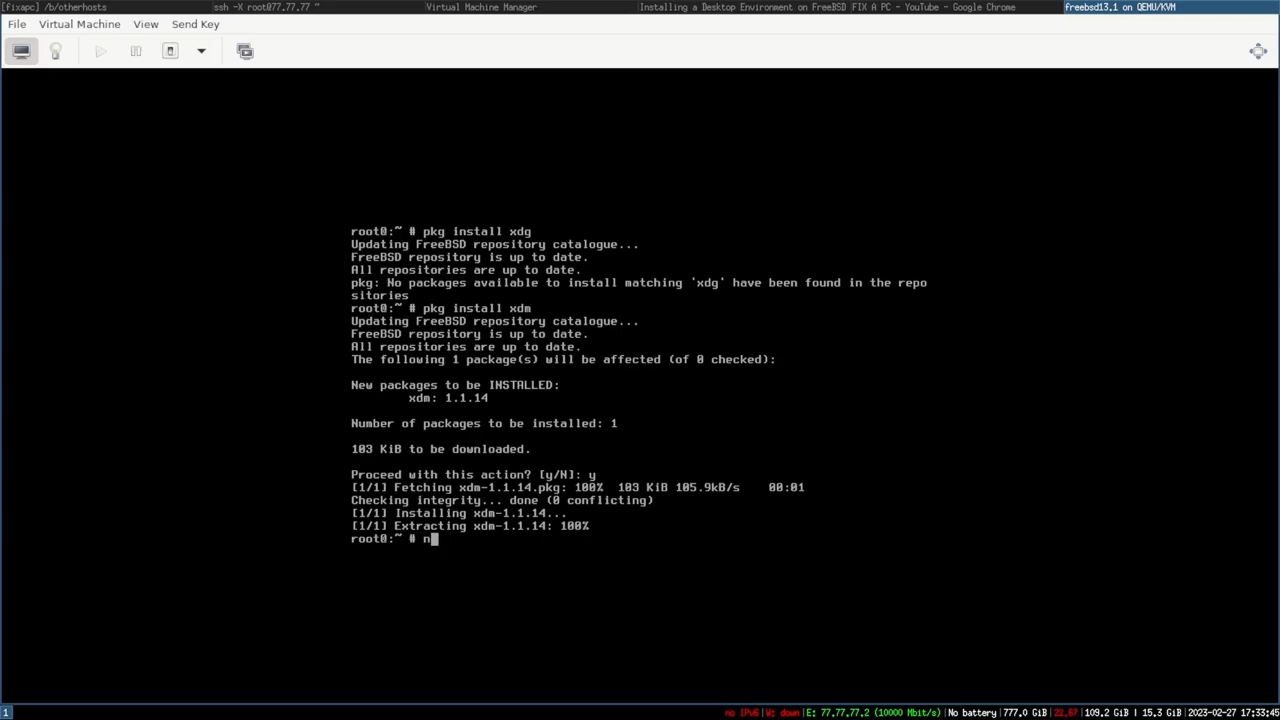 [fixapc] /b/otherhosts
ssh -X root@77.77.77 ~
Virtual Machine Manager
Installing a Desktop Environment on FreeBSD |FIX A PC - YouTube - Google Chrome
freebsd13.1 on QEMU/KVM
File Virtual Machine View Send Key
root@:~ # pkg install xdg
Updating FreeBSD repository catalogue...
FreeBSD repository is up to date.
All repositories are up to date.
pkg: No packages available to install matching 'xdg' have been found in the repo
sitories
root@:~ # pkg install xdm
Updating FreeBSD repository catalogue...
FreeBSD repository is up to date.
All repositories are up to date.
The following 1 package(s) will be affected (of 0 checked):
New packages to be INSTALLED:
xdm: 1.1.14
Number of packages to be installed: 1
103 KiB to be downloaded.
Proceed with this action? [y/N]: y
[1/1] Fetching xdm-1.1.14.pkg: 100% 103 KiB 105.9kB/s 00:01
Checking integrity... done (0 conflicting)
[1/1] Installing xdm-1.1.14...
[1/1] Extracting xdm-1.1.14: 100%
root@:~ # n
1
no IPv6|W: down|E: 77.77.77.2 (10000 Mbit/s)|No battery|777.0 GiB|22.67|109.2 GiB|15.3 GiB|2023-02-27 17:33:45